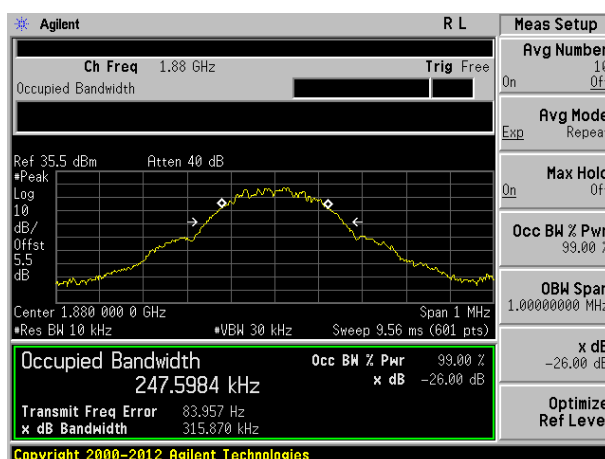 Agilent R L Meas Setup
Ch Freq 1.88 GHz Trig Free
Occupied Bandwidth
Avg Number
On
Avg Mode
Exp
Max Hold
On
Occ BW % Pwr
99.00 %
OBW Span
1.00000000 MHz
x dB
-26.00 dB
Optimize
Ref 35.5 dBm Atten 40 dB
#Peak
Log
10
dB/
Offst
5.5
dB
Center 1.880 000 0 GHz Span 1 MHz
#Res BW 10 kHz #VBW 30 kHz Sweep 9.56 ms (601 pts)
Occupied Bandwidth Occ BW % Pwr 99.00 %
247.5984 kHz x dB -26.00 dB
Transmit Freq Error 83.957 Hz
x dB Bandwidth 315.870 kHz
Copyright 2000-2012 Agilent Technologies